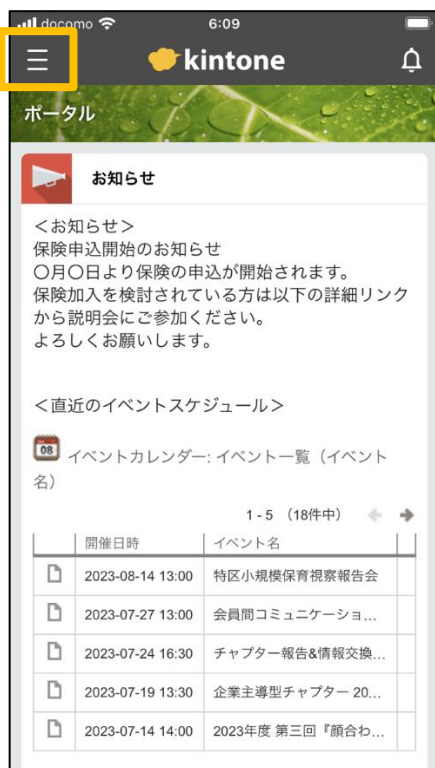 docomo 6:09
kintone
ポータル
お知らせ
＜お知らせ＞
保険申込開始のお知らせ
〇月〇日より保険の申込が開始されます。
保険加入を検討されている方は以下の詳細リンク
から説明会にご参加ください。
よろしくお願いします。
＜直近のイベントスケジュール＞
08 イベントカレンダー: イベント一覧（イベント
名）
1 - 5 （18件中）
開催日時 イベント名
2023-08-14 13:00 特区小規模保育視察報告会
2023-07-27 13:00 会員間コミュニケーショ...
2023-07-24 16:30 チャプター報告&情報交換...
2023-07-19 13:30 企業主導型チャプター 20...
2023-07-14 14:00 2023年度 第三回『顔合わ...